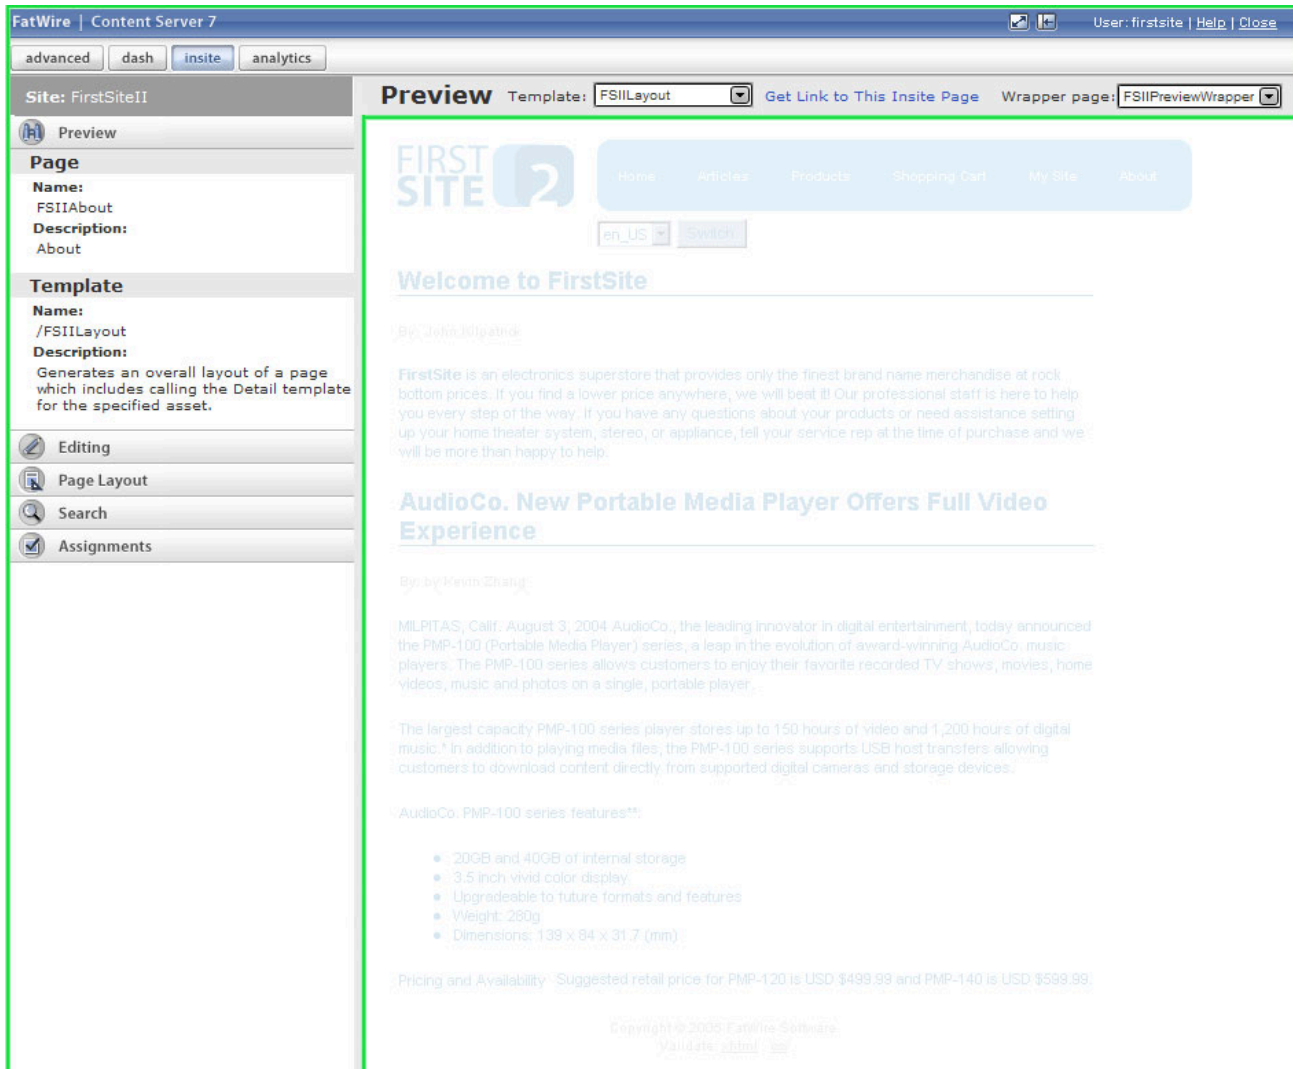 FatWire | Content Server 7
User: firstsite | Help | Close
advanced dash insite analytics
Site: FirstSiteII
Preview Template: FSIILayout Get Link to This Insite Page Wrapper page: FSIIPreviewWrapper
Preview
Page
Name:
FSIIAbout
Description:
About
Template
Name:
/FSIILayout
Description:
Generates an overall layout of a page
which includes calling the Detail template
for the specified asset.
Editing
Page Layout
Search
Assignments
FIRST
SITE 2
Home Articles Products Shopping Cart My Site About
en_US Switch
Welcome to FirstSite
By: John Kilpatrick
FirstSite is an electronics superstore that provides only the finest brand name merchandise at rock
bottom prices. If you find a lower price anywhere, we will beat it! Our professional staff is here to help
you every step of the way. If you have any questions about your products or need assistance setting
up your home theater system, stereo, or appliance, tell your service rep at the time of purchase and we
will be more than happy to help.
AudioCo. New Portable Media Player Offers Full Video
Experience
By: by Kevin Zhang
MILPITAS, Calif. August 3, 2004 AudioCo., the leading innovator in digital entertainment, today announced
the PMP-100 (Portable Media Player) series, a leap in the evolution of award-winning AudioCo. music
players. The PMP-100 series allows customers to enjoy their favorite recorded TV shows, movies, home
videos, music and photos on a single, portable player.
The largest capacity PMP-100 series player stores up to 150 hours of video and 1,200 hours of digital
music.* In addition to playing media files, the PMP-100 series supports USB host transfers allowing
customers to download content directly from supported digital cameras and storage devices.
AudioCo. PMP-100 series features**:
20GB and 40GB of internal storage
3.5 inch vivid color display
Upgradeable to future formats and features
Weight: 280g
Dimensions: 139 x 84 x 31.7 (mm)
Pricing and Availability Suggested retail price for PMP-120 is USD $499.99 and PMP-140 is USD $599.99.
Copyright © 2005 FatWire Software
Validate: xhtml